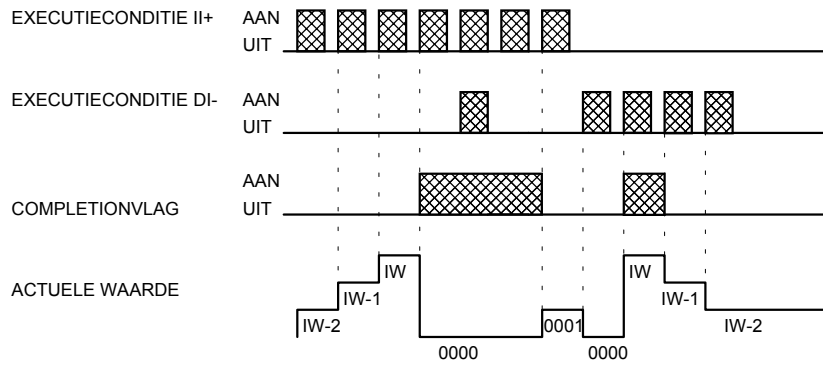 EXECUTIECONDITIE II+ AAN
UIT
EXECUTIECONDITIE DI- AAN
UIT
AAN
COMPLETIONVLAG UIT
ACTUELE WAARDE
IW IW
IW-1 IW-1
IW-2 0001 IW-2
0000 0000